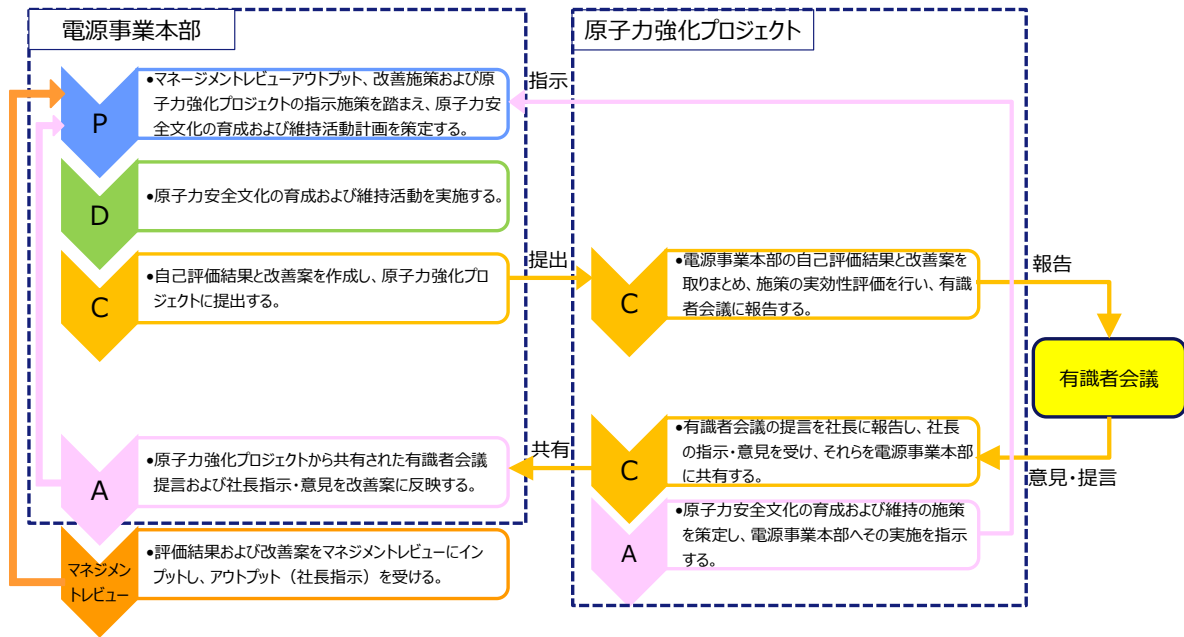 電源事業本部
P
●マネージメントレビューアウトプット、改善施策および原
子力強化プロジェクトの指示施策を踏まえ、原子力安
全文化の育成および維持活動計画を策定する。
D
●原子力安全文化の育成および維持活動を実施する。
C
●自己評価結果と改善案を作成し、原子力強化プロ
ジェクトに提出する。
A
●原子力強化プロジェクトから共有された有識者会議
提言および社長指示・意見を改善案に反映する。
マネジメン
トレビュー
●評価結果および改善案をマネジメントレビューにイン
プットし、アウトプット（社長指示）を受ける。
指示
提出
共有
原子力強化プロジェクト
C
●電源事業本部の自己評価結果と改善案を
取りまとめ、施策の実効性評価を行い、有識
者会議に報告する。
C
●有識者会議の提言を社長に報告し、社長
の指示・意見を受け、それらを電源事業本部
に共有する。
A
●原子力安全文化の育成および維持の施策
を策定し、電源事業本部へその実施を指示
する。
報告
有識者会議
意見・提言